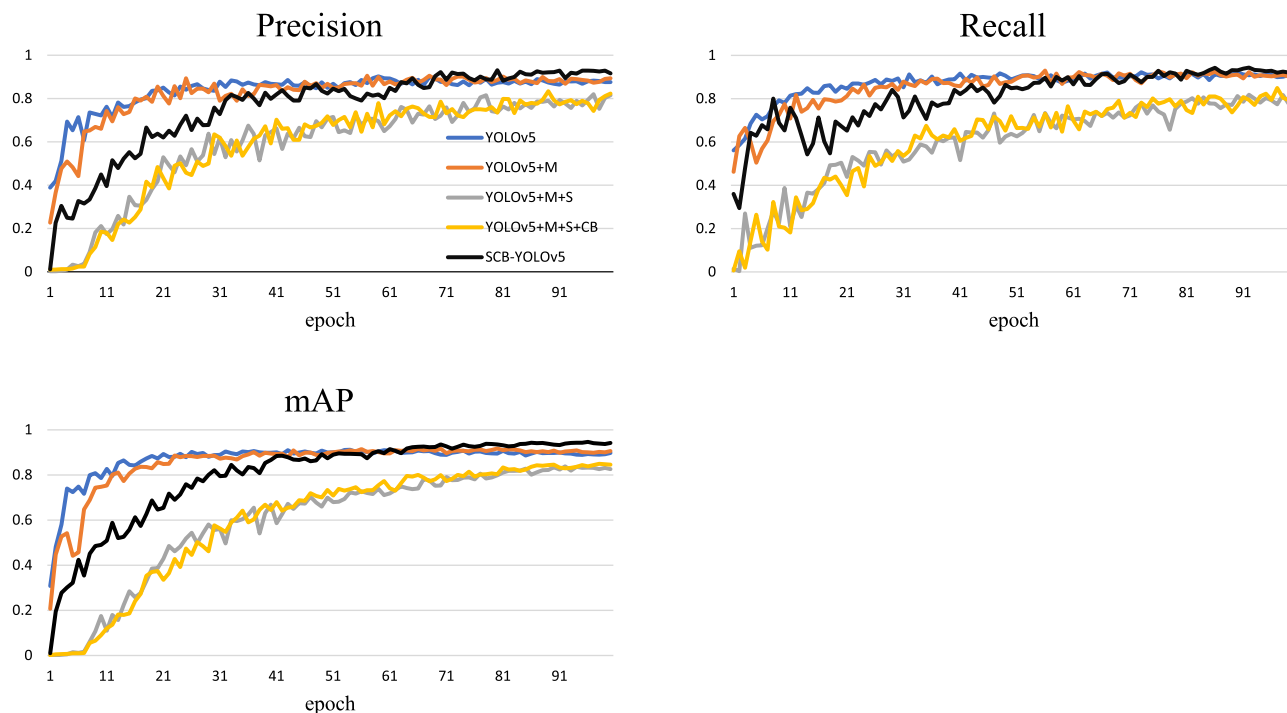 Precision
1
0.8
0.6
0.4
0.2
0
YOLOv5
YOLOv5+M
YOLOv5+M+S
YOLOv5+M+S+CB
SCB-YOLOv5
1 11 21 31 41 51 61 71 81 91
epoch
Recall
1
0.8
0.6
0.4
0.2
0
1 11 21 31 41 51 61 71 81 91
epoch
mAP
1
0.8
0.6
0.4
0.2
0
1 11 21 31 41 51 61 71 81 91
epoch